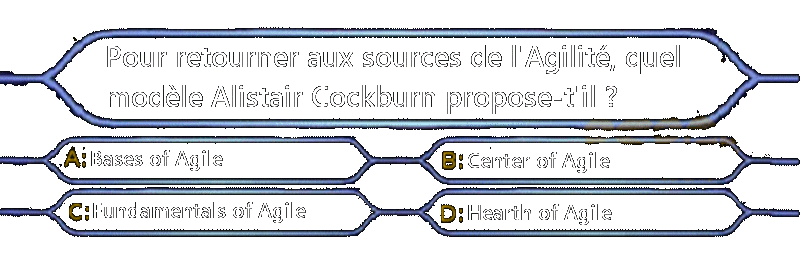 Pour retourner aux sources de l'Agilité, quel
modèle Alistair Cockburn propose-t'il ?
A: Bases of Agile
B: Center of Agile
C: Fundamentals of Agile
D: Hearth of Agile